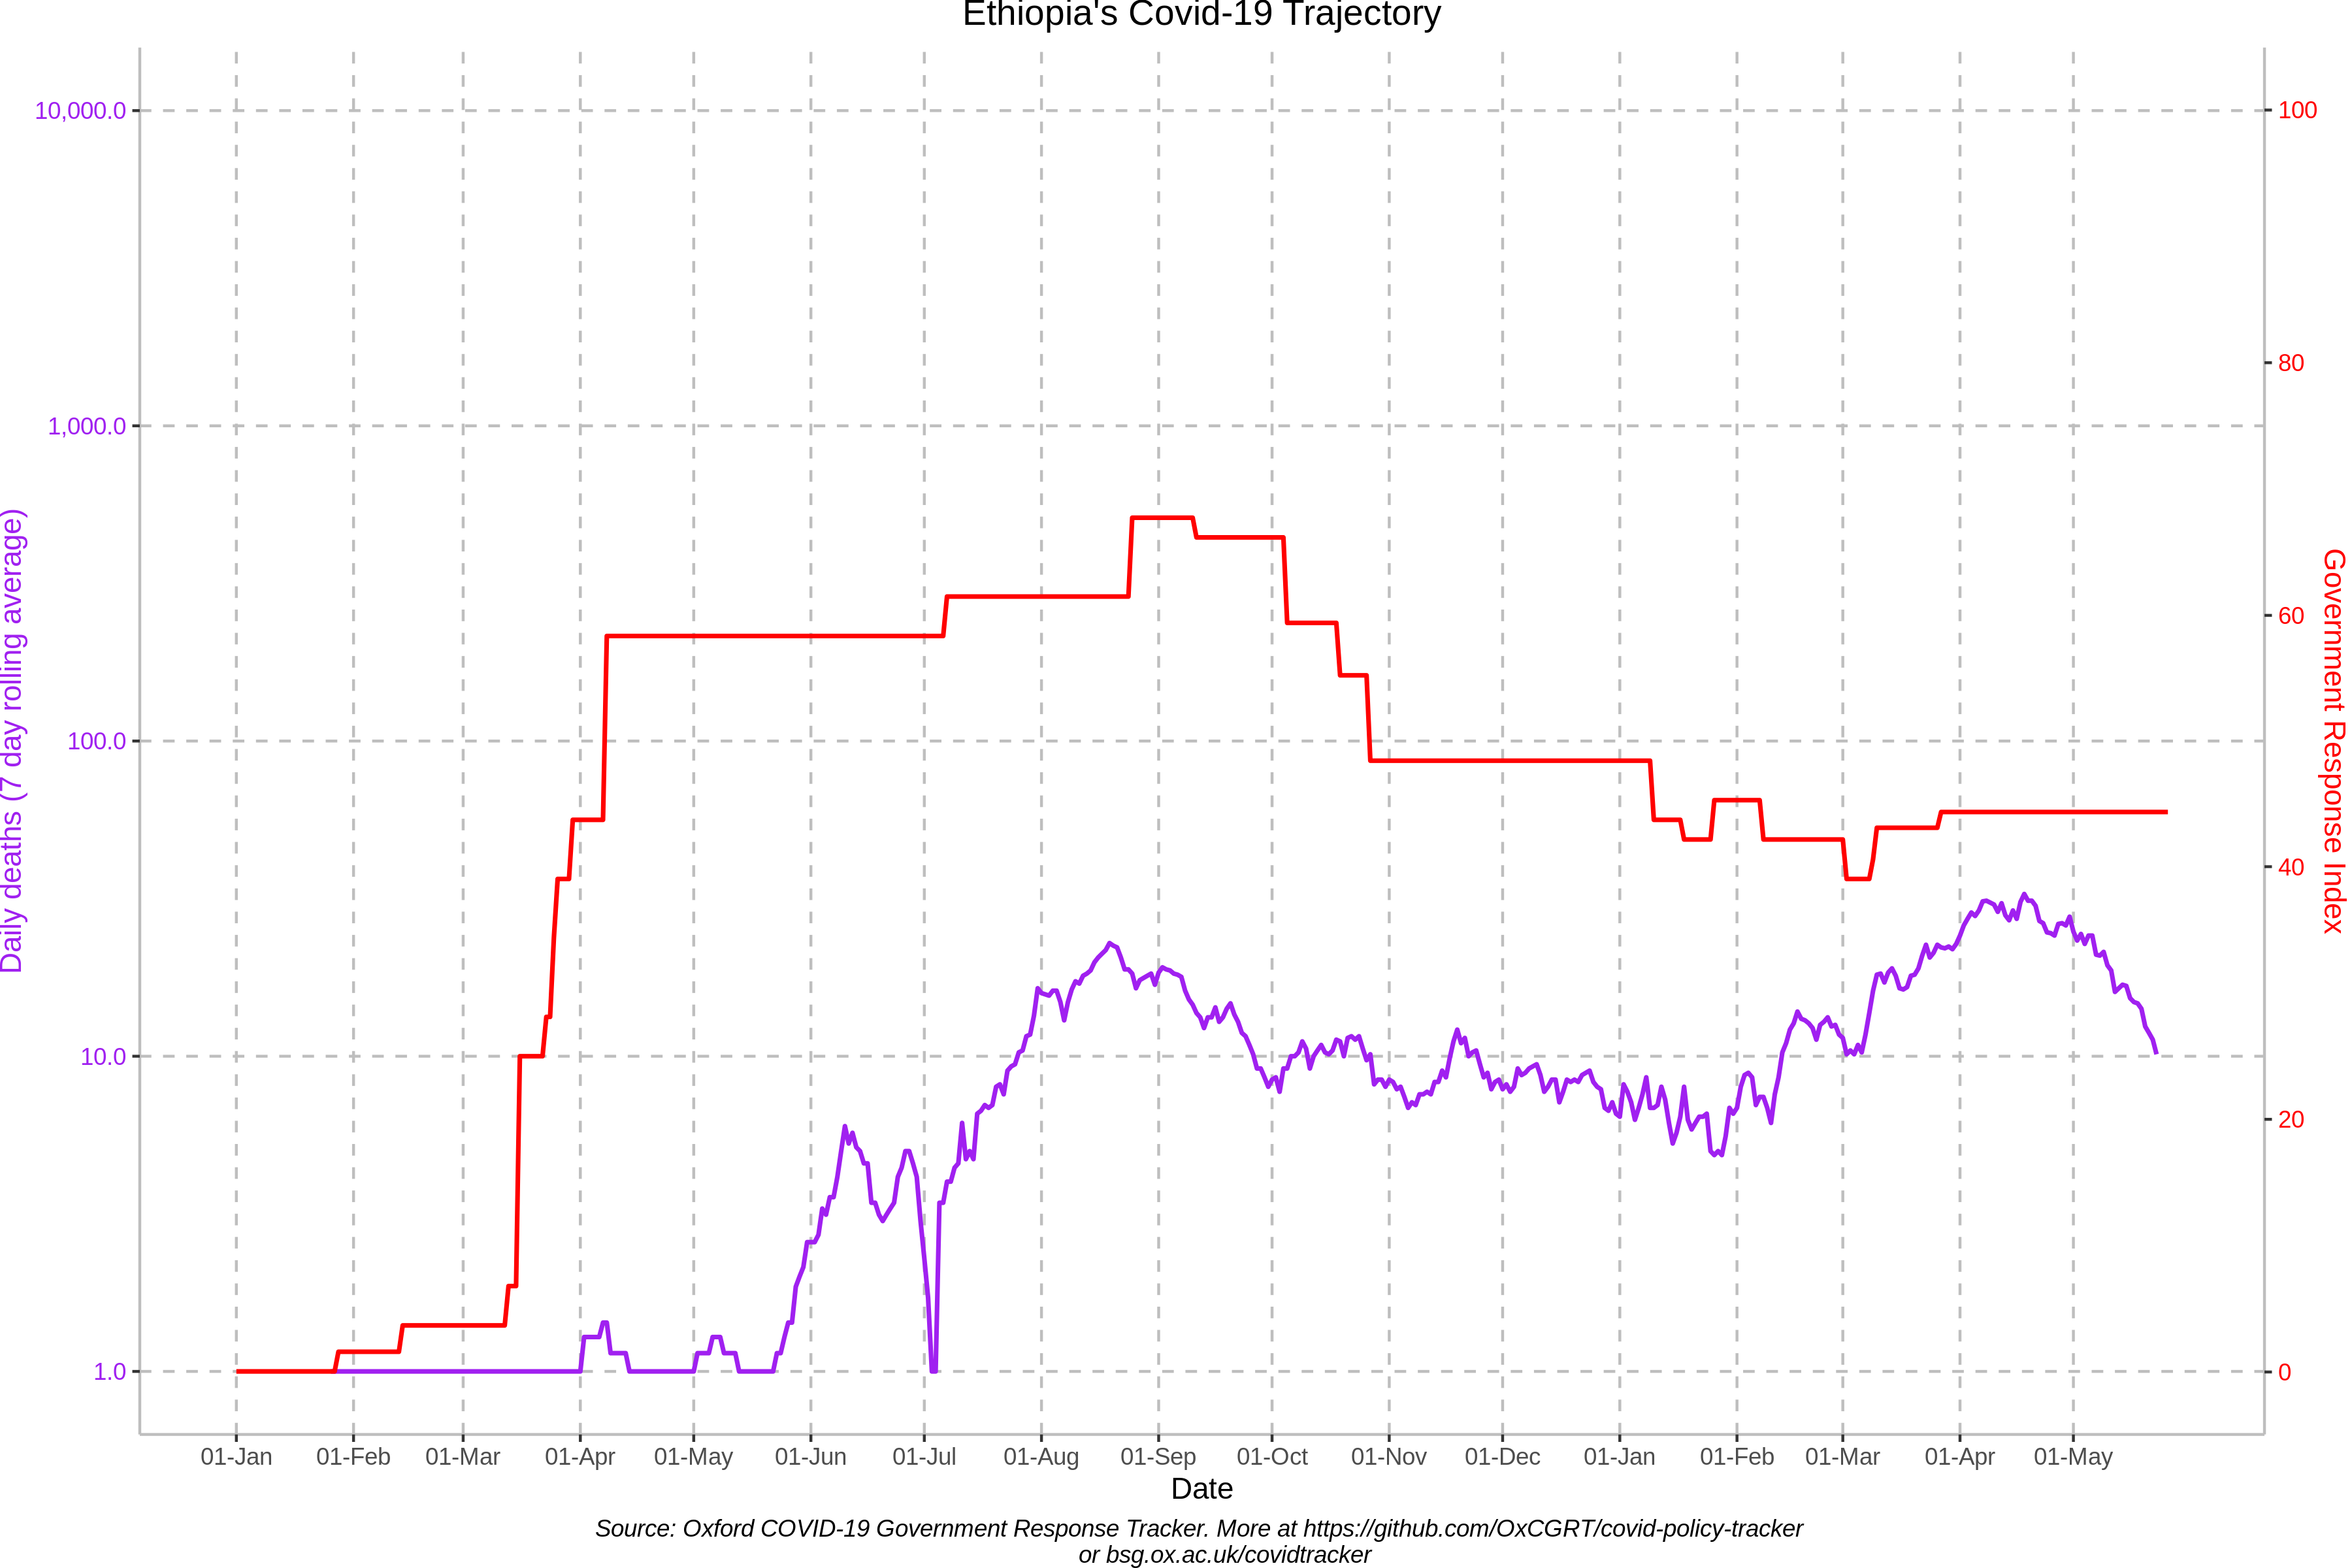 Ethiopia's Covid-19 Trajectory
10,000.0
1,000.0
100.0
10.0
1.0
Daily deaths (7 day rolling average)
100
80
60
40
20
0
Government Response Index
01-Jan 01-Feb 01-Mar 01-Apr 01-May 01-Jun 01-Jul 01-Aug 01-Sep 01-Oct 01-Nov 01-Dec 01-Jan 01-Feb 01-Mar 01-Apr 01-May
Date
Source: Oxford COVID-19 Government Response Tracker. More at https://github.com/OxCGRT/covid-policy-tracker
or bsg.ox.ac.uk/covidtracker